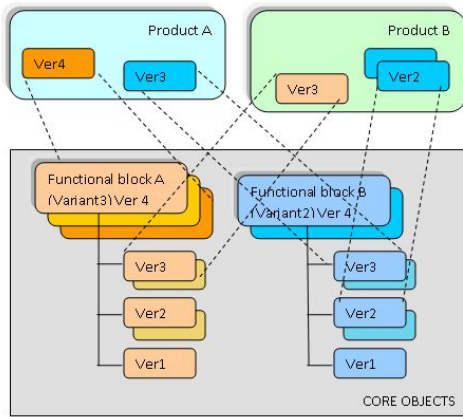 Product A
Product B
Ver4
Ver3
Ver3
Ver2
Functional block A
(Variant3) Ver 4
Functional block B
(Variant2) Ver 4
Ver3
Ver3
Ver2
Ver2
Ver1
Ver1
CORE OBJECTS